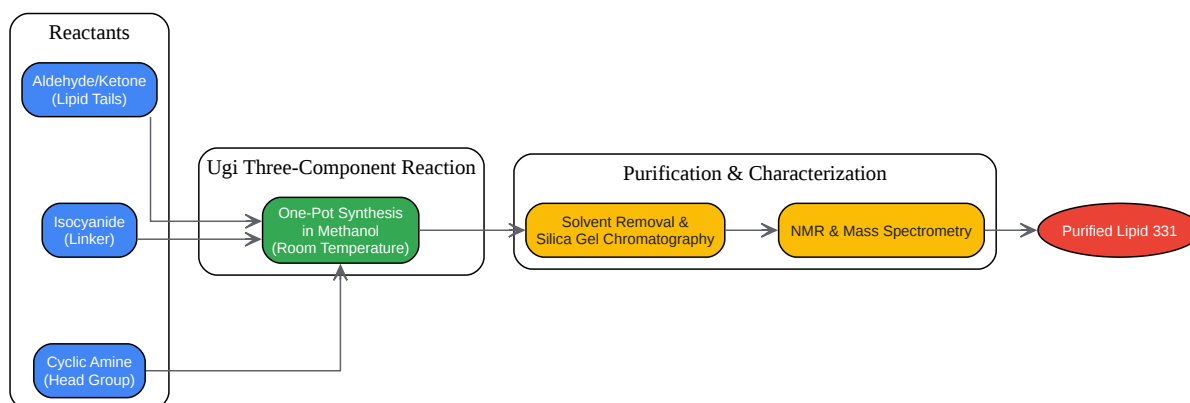 Reactants
Aldehyde/Ketone
(Lipid Tails)
Isocyanide
(Linker)
Cyclic Amine
(Head Group)
Ugi Three-Component Reaction
One-Pot Synthesis
in Methanol
(Room Temperature)
Purification & Characterization
Solvent Removal &
Silica Gel Chromatography
NMR & Mass Spectrometry
Purified Lipid 331